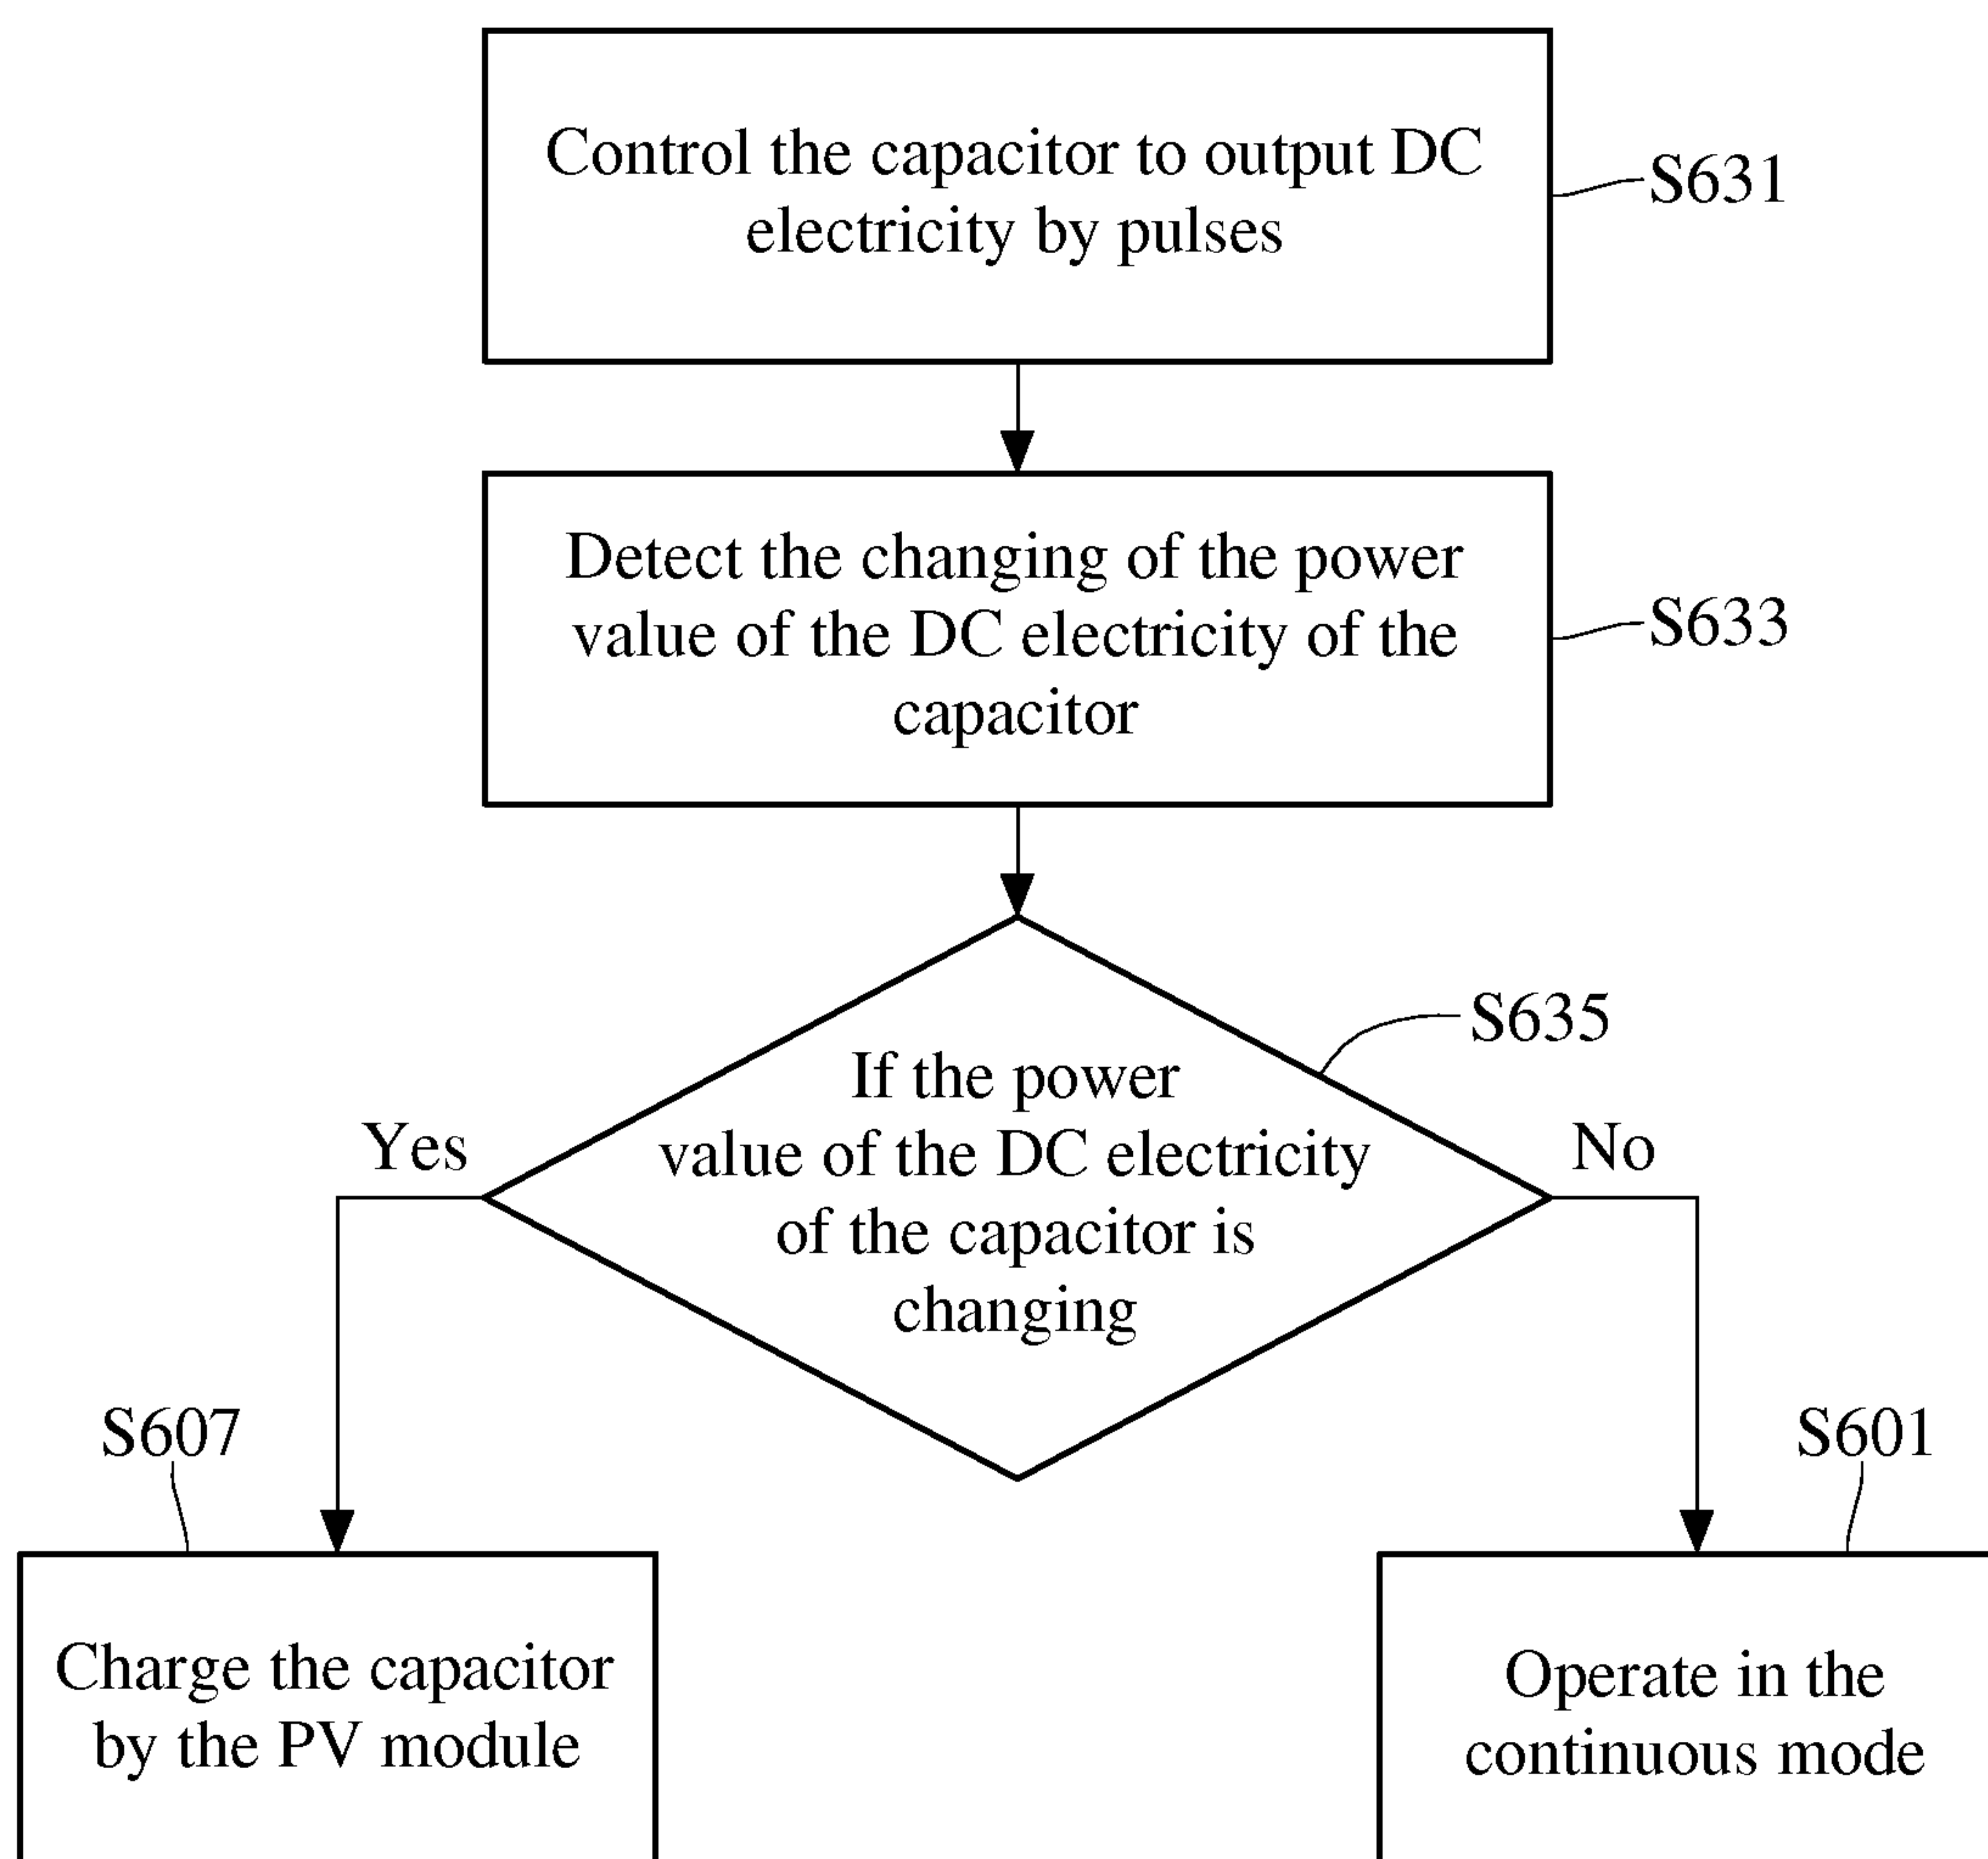 Control the capacitor to output DC
electricity by pulses
S631
Detect the changing of the power
value of the DC electricity of the
capacitor
S633
S635
If the power
value of the DC electricity
of the capacitor is
changing
Yes
No
S607
S601
Charge the capacitor
by the PV module
Operate in the
continuous mode